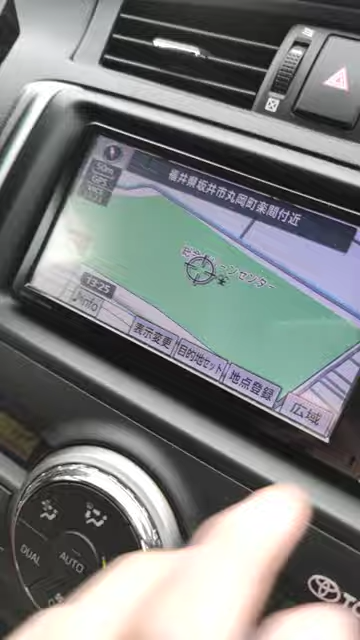 福井県坂井市丸岡町楽間付近
50m
GPS
VICS
センター
13:25
info
表示変更
目的地セット
地点登録
広域
DUAL
AUTO
TO